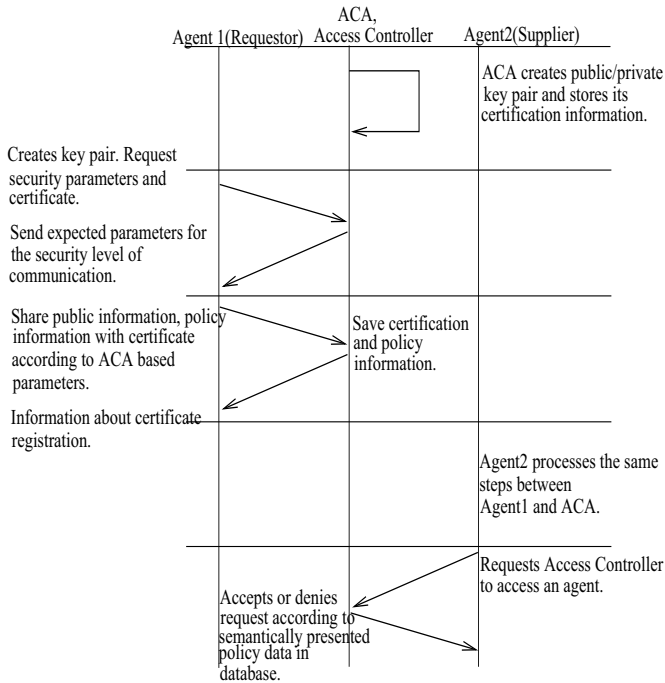 ACA,
Agent 1(Requestor)
Access Controller
Agent2(Supplier)
ACA creates public/private
key pair and stores its
certification information.
Creates key pair. Request
security parameters and
certificate.
Send expected parameters for
the security level of
communication.
Share public information, policy
information with certificate
according to ACA based
parameters.
Save certification
and policy
information.
Information about certificate
registration.
Agent2 processes the same
steps between
Agent1 and ACA.
Requests Access Controller
to access an agent.
Accepts or denies
request according to
semantically presented
policy data in
database.